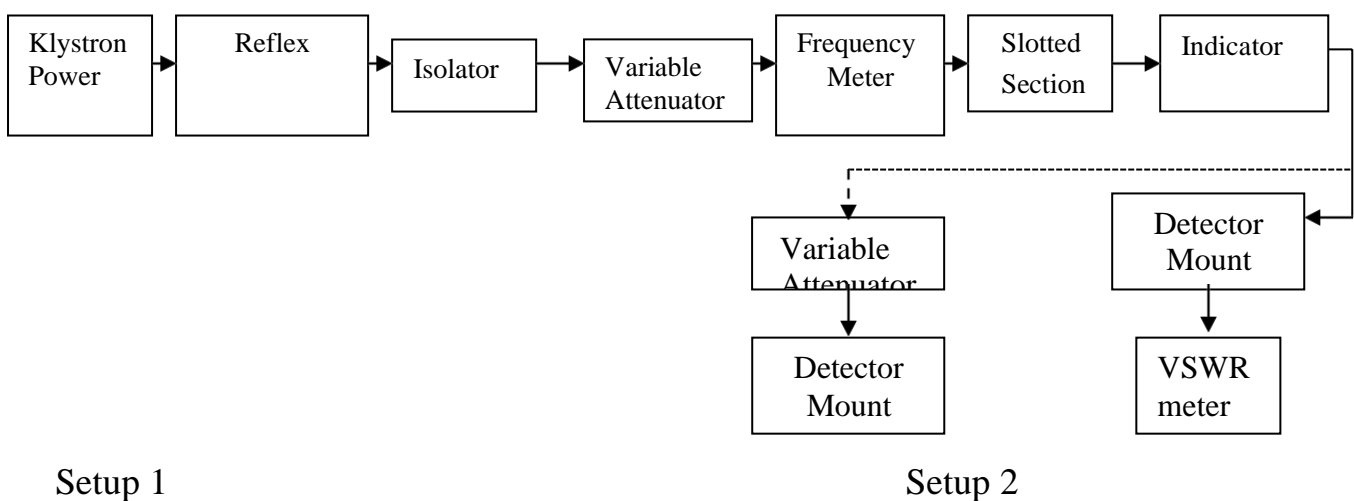 Klystron
Power
Reflex
Isolator
Variable
Attenuator
Frequency
Meter
Slotted
Section
Indicator
Variable
Attenuator
Detector
Mount
Detector
Mount
VSWR
meter
Setup 1
Setup 2